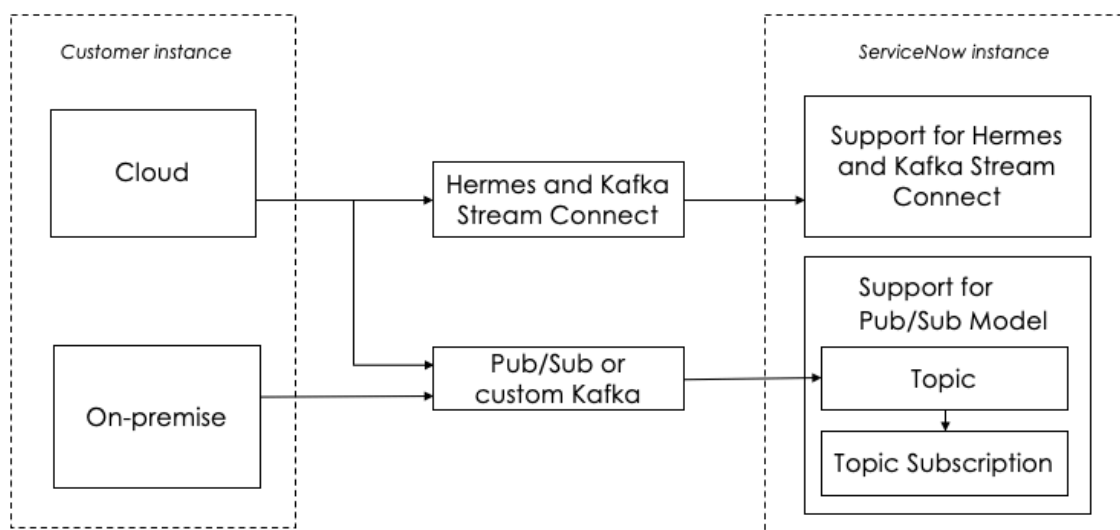 Customer instance
ServiceNow instance
Cloud
Hermes and Kafka
Stream Connect
Support for Hermes
and Kafka Stream
Connect
On-premise
Pub/Sub or
custom Kafka
Support for
Pub/Sub Model
Topic
Topic Subscription